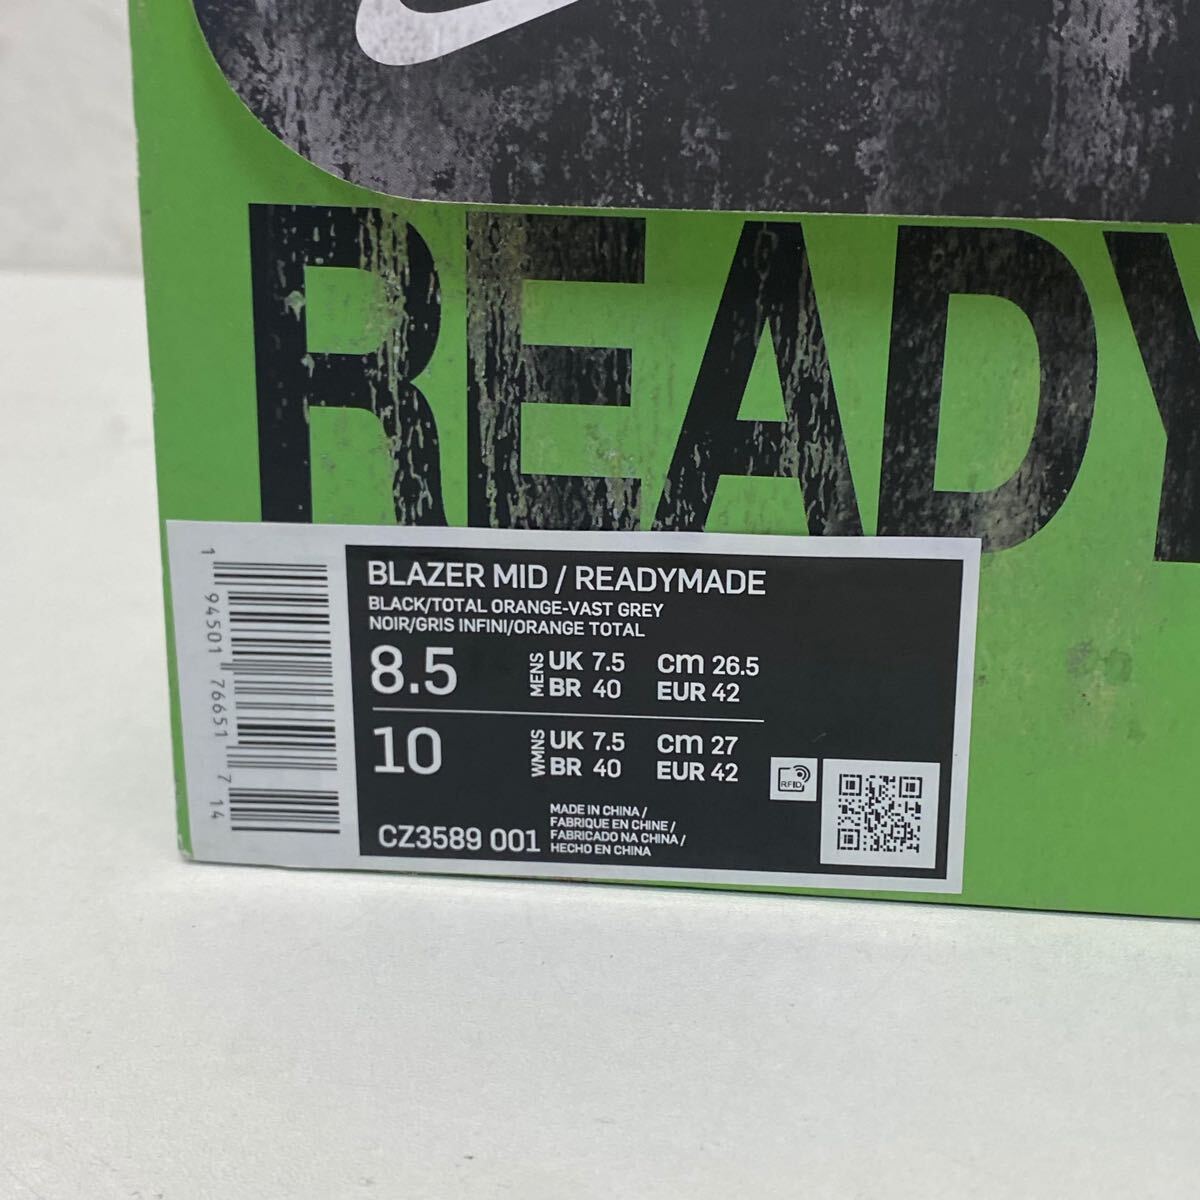 READY
BLAZER MID / READYMADE
BLACK/TOTAL ORANGE-VAST GREY
NOIR/GRIS INFINI/ORANGE TOTAL
8.5 MENS UK 7.5 cm 26.5
BR 40 EUR 42
10 WMNS UK 7.5 cm 27
BR 40 EUR 42
RFID
CZ3589 001
MADE IN CHINA /
FABRIQUE EN CHINE /
FABRICADO NA CHINA /
HECHO EN CHINA
1 94501 76651 7 14